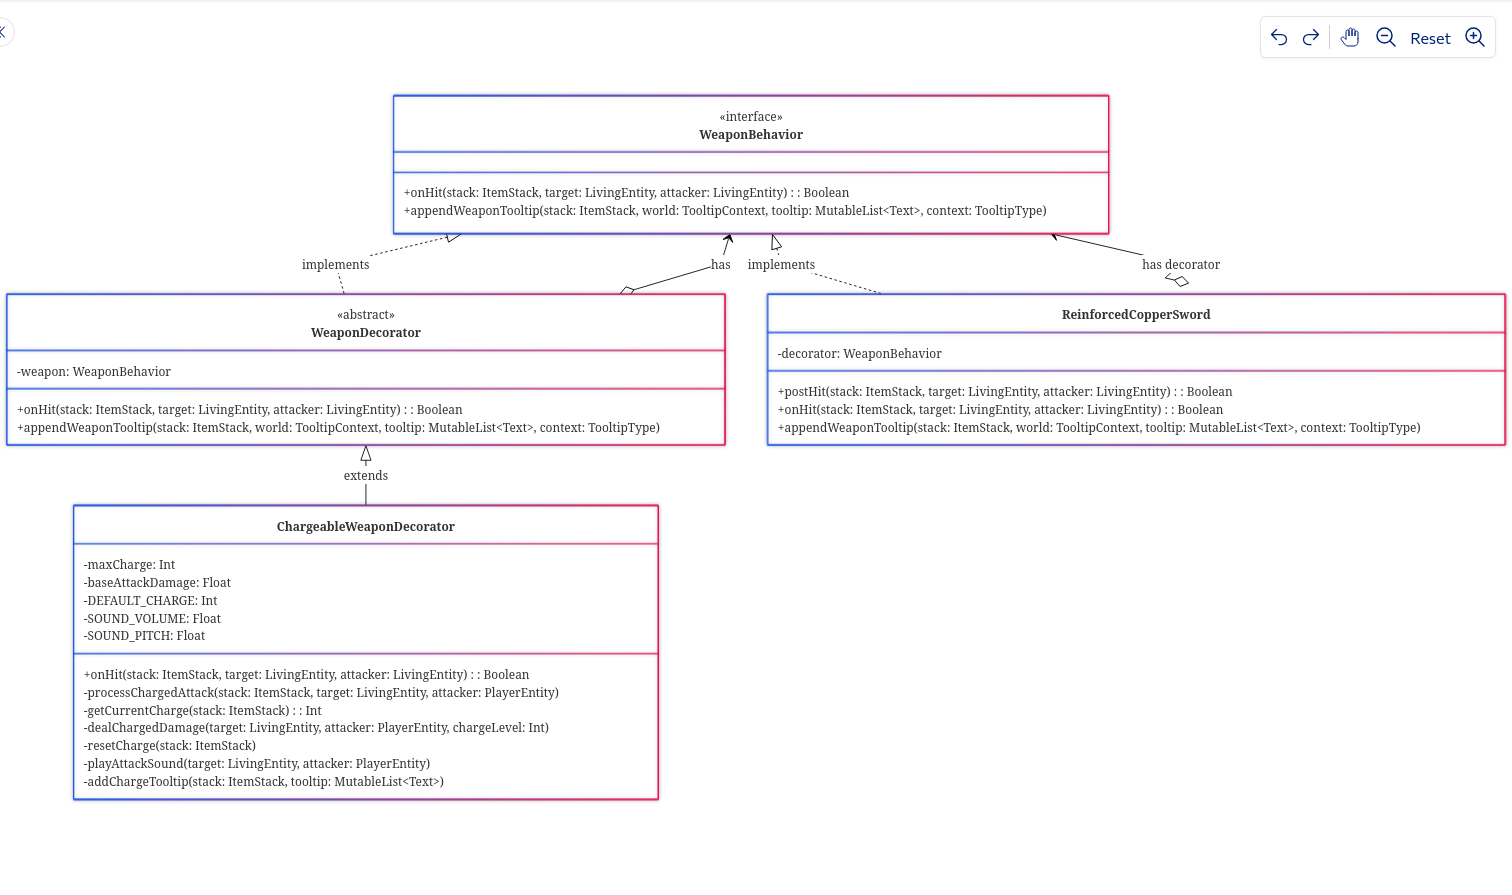 Reset
«interface»
WeaponBehavior
+onHit(stack: ItemStack, target: LivingEntity, attacker: LivingEntity) : : Boolean
+appendWeaponTooltip(stack: ItemStack, world: TooltipContext, tooltip: MutableList<Text>, context: TooltipType)
implements
has
implements
has decorator
«abstract»
WeaponDecorator
-weapon: WeaponBehavior
+onHit(stack: ItemStack, target: LivingEntity, attacker: LivingEntity) : : Boolean
+appendWeaponTooltip(stack: ItemStack, world: TooltipContext, tooltip: MutableList<Text>, context: TooltipType)
ReinforcedCopperSword
-decorator: WeaponBehavior
+postHit(stack: ItemStack, target: LivingEntity, attacker: LivingEntity) : : Boolean
+onHit(stack: ItemStack, target: LivingEntity, attacker: LivingEntity) : : Boolean
+appendWeaponTooltip(stack: ItemStack, world: TooltipContext, tooltip: MutableList<Text>, context: TooltipType)
extends
ChargeableWeaponDecorator
-maxCharge: Int
-baseAttackDamage: Float
-DEFAULT_CHARGE: Int
-SOUND_VOLUME: Float
-SOUND_PITCH: Float
+onHit(stack: ItemStack, target: LivingEntity, attacker: LivingEntity) : : Boolean
-processChargedAttack(stack: ItemStack, target: LivingEntity, attacker: PlayerEntity)
-getCurrentCharge(stack: ItemStack) : : Int
-dealChargedDamage(target: LivingEntity, attacker: PlayerEntity, chargeLevel: Int)
-resetCharge(stack: ItemStack)
-playAttackSound(target: LivingEntity, attacker: PlayerEntity)
-addChargeTooltip(stack: ItemStack, tooltip: MutableList<Text>)